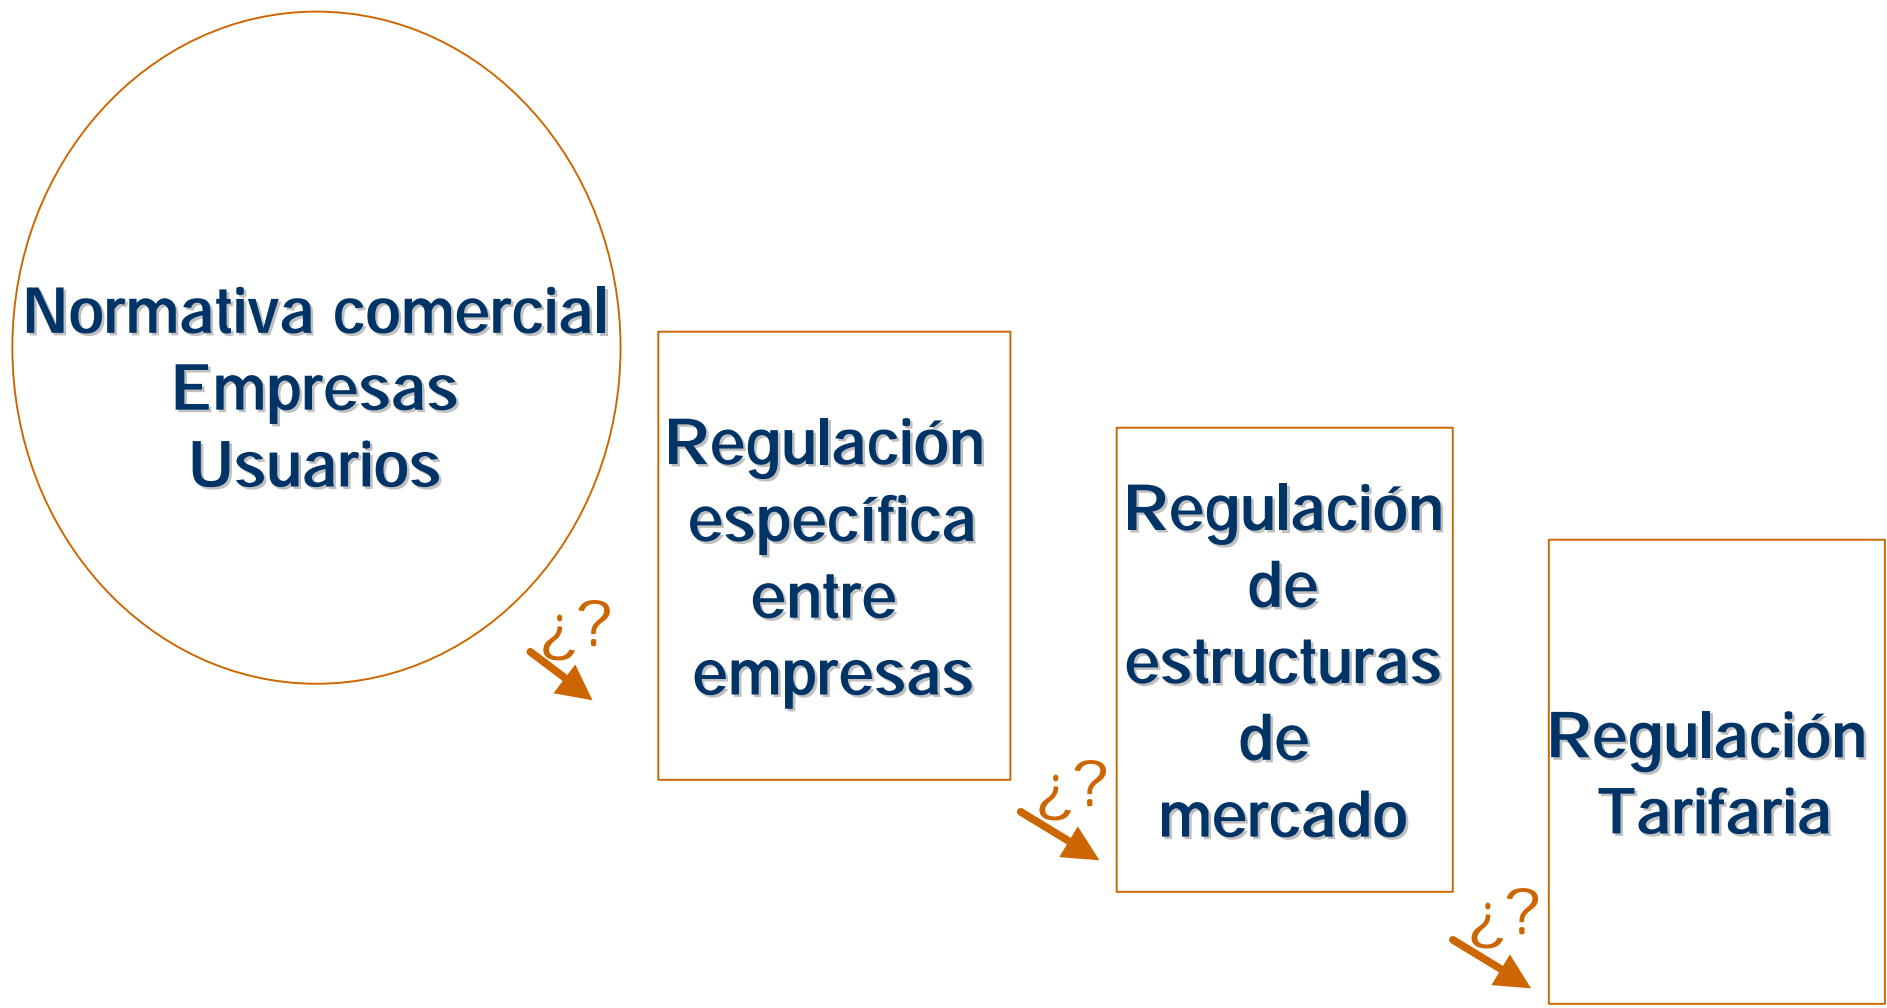 Normativa comercial
Empresas
Usuarios
¿?
Regulación
específica
entre
empresas
¿?
Regulación
de
estructuras
de
mercado
¿?
Regulación
Tarifaria